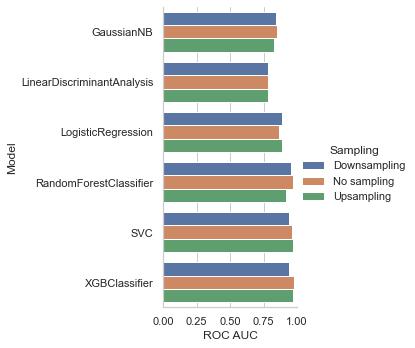 GaussianNB
LinearDiscriminantAnalysis
LogisticRegression
RandomForestClassifier
SVC
XGBClassifier
Model
0.00 0.25 0.50 0.75 1.00
ROC AUC
Sampling
Downsampling
No sampling
Upsampling